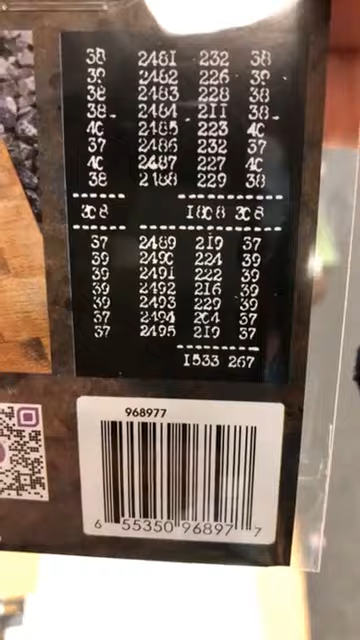 38 2481 232 38
39 2482 226 39
38 2483 228 38
38 2484 211 38
40 2485 223 40
37 2486 232 37
40 2487 227 40
38 2188 229 38
308 1808 308
37 2489 219 37
39 2490 224 39
39 2491 222 39
39 2492 216 39
39 2493 229 39
37 2494 204 37
37 2495 219 37
1533 267
968977
6 55350 96897 7